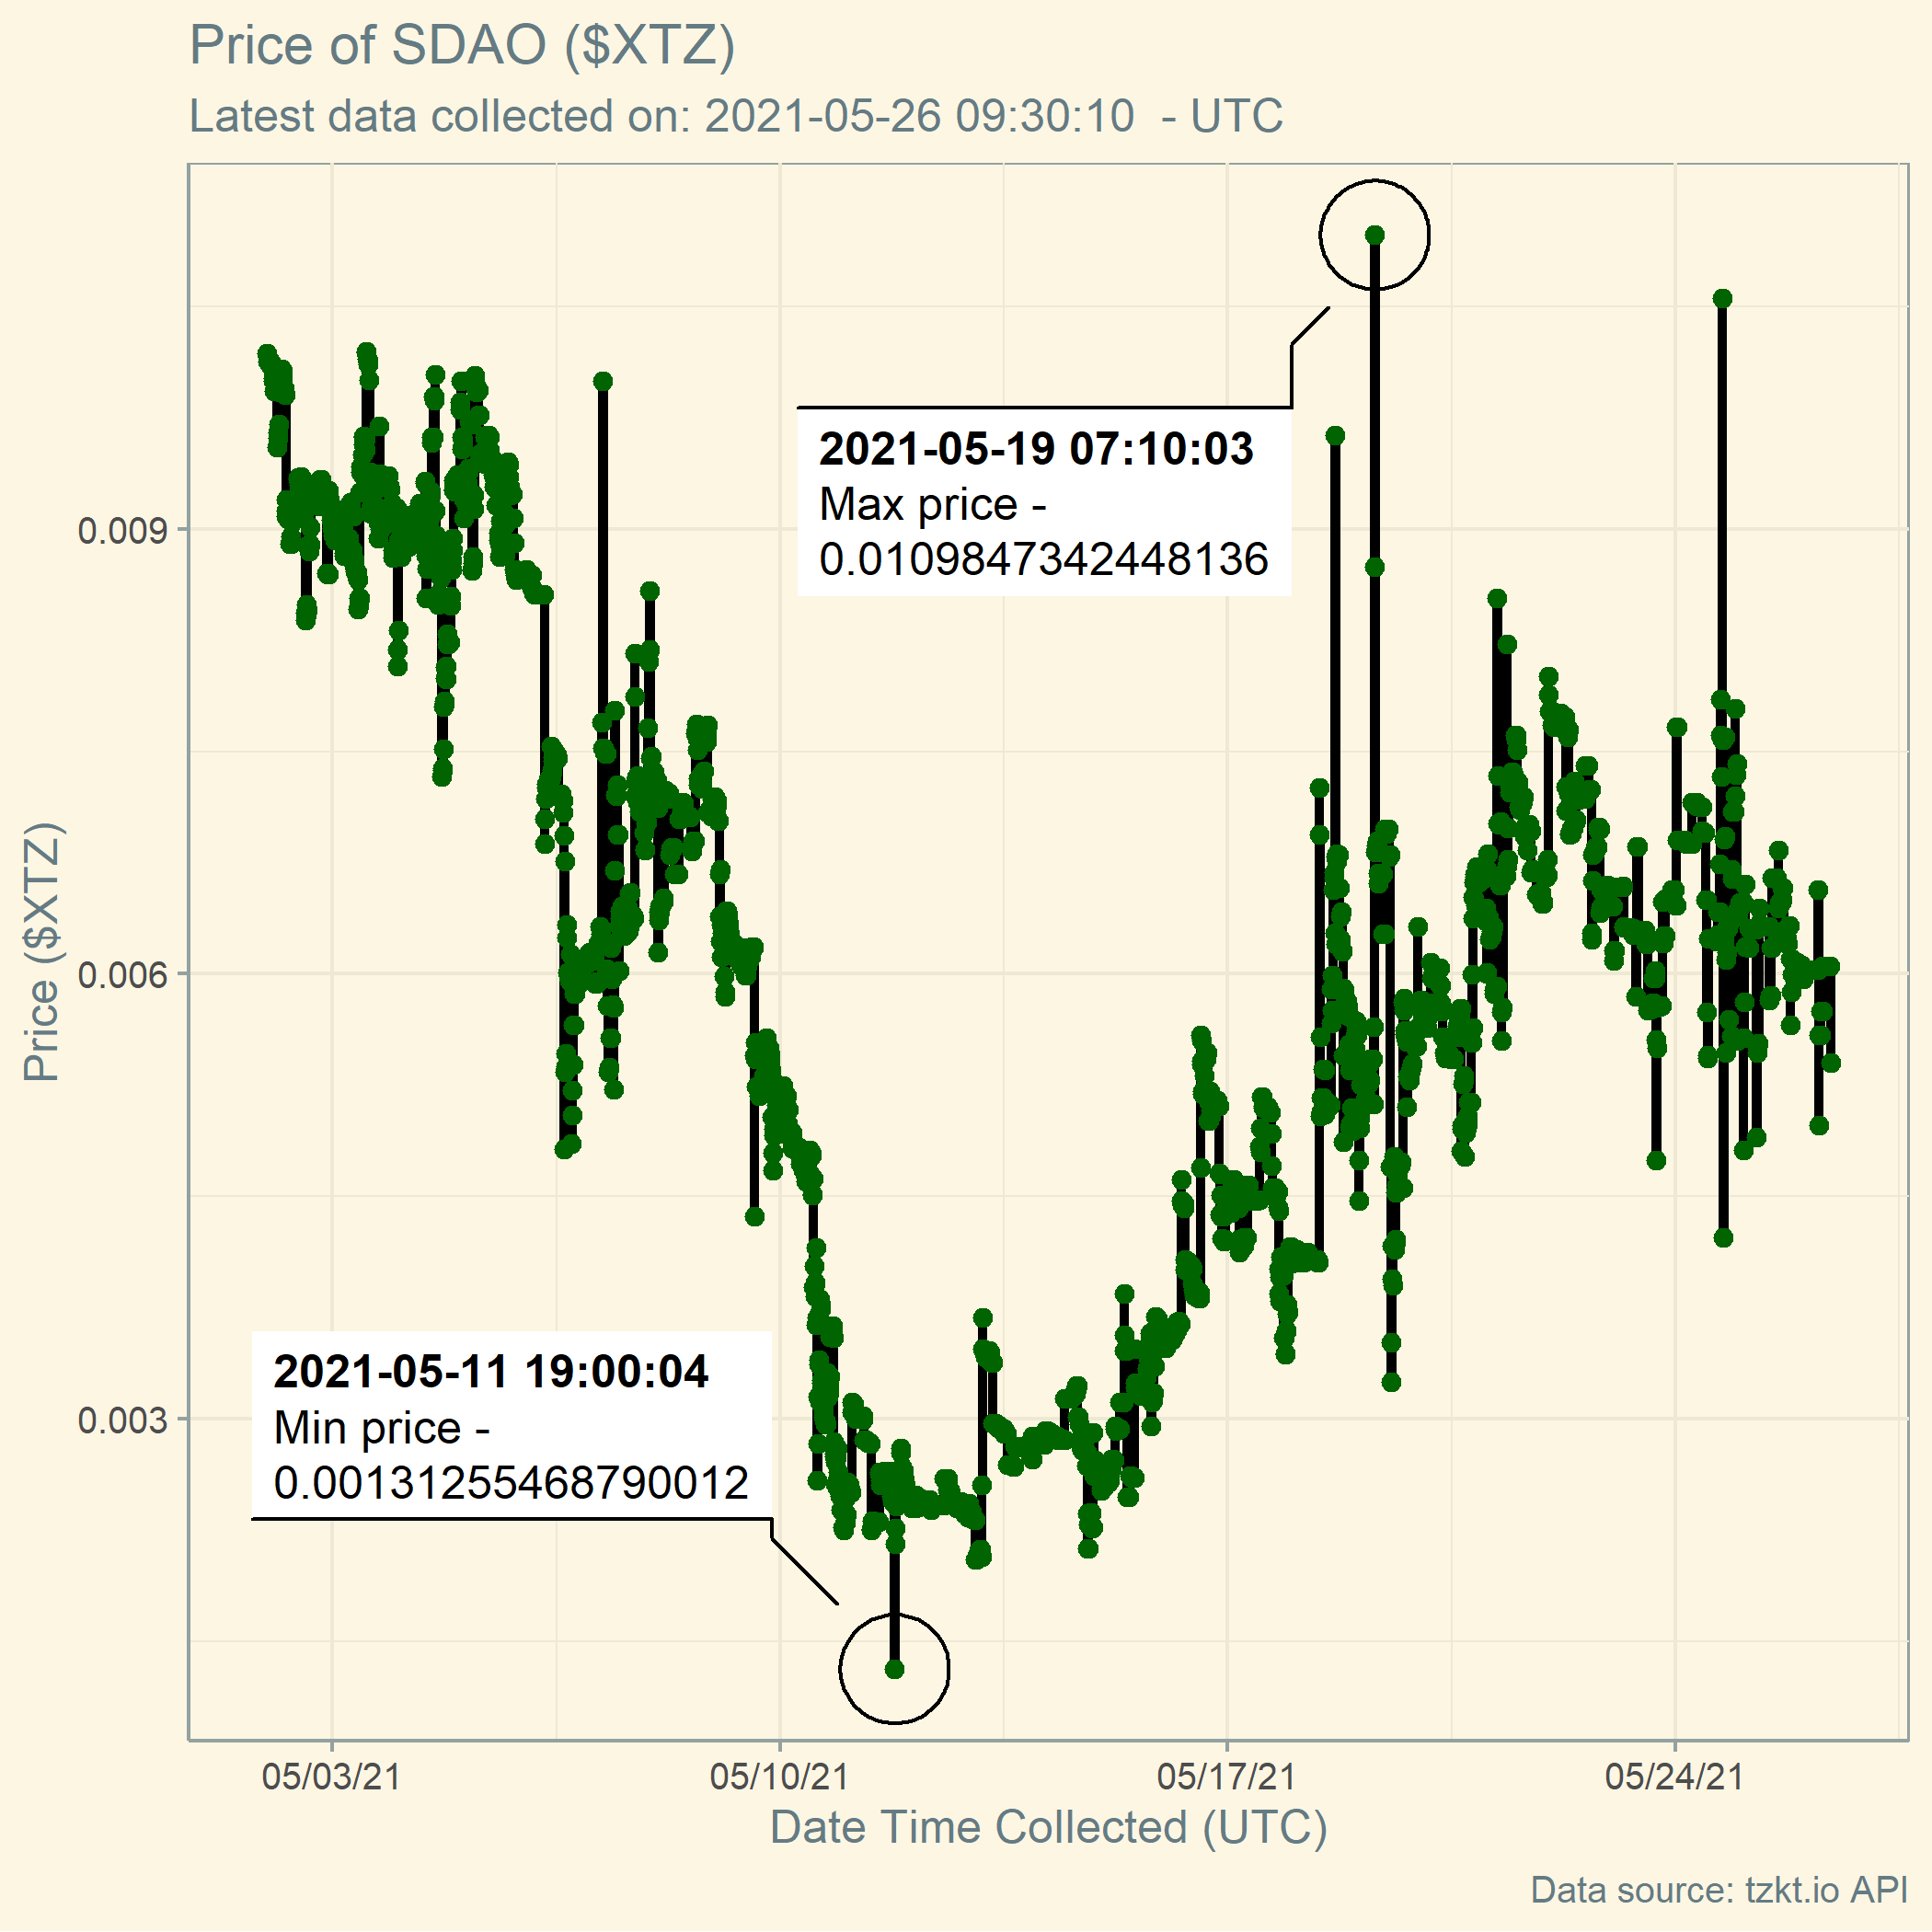 Price of SDAO ($XTZ)
Latest data collected on: 2021-05-26 09:30:10  - UTC
2021-05-19 07:10:03
Max price -
0.0109847342448136
0.009
0.006
0.003
Price ($XTZ)
2021-05-11 19:00:04
Min price -
0.00131255468790012
05/03/21
05/10/21
05/17/21
05/24/21
Date Time Collected (UTC)
Data source: tzkt.io API